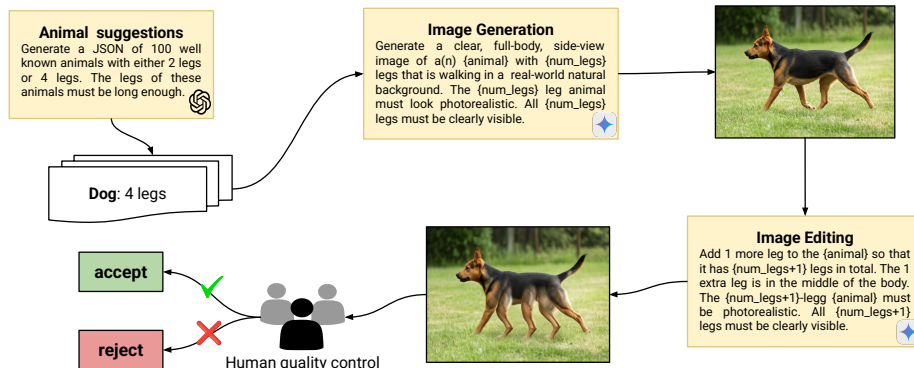 Animal suggestions
Generate a JSON of 100 well
known animals with either 2 legs
or 4 legs. The legs of these
animals must be long enough.
Dog: 4 legs
Image Generation
Generate a clear, full-body, side-view
image of a(n) {animal} with {num_legs}
legs that is walking in a real-world natural
background. The {num_legs} leg animal
must look photorealistic. All {num_legs}
legs must be clearly visible.
Image Editing
Add 1 more leg to the {animal} so that
it has {num_legs+1} legs in total. The 1
extra leg is in the middle of the body.
The {num_legs+1}-legg {animal} must
be photorealistic. All {num_legs+1}
legs must be clearly visible.
Human quality control
accept
reject